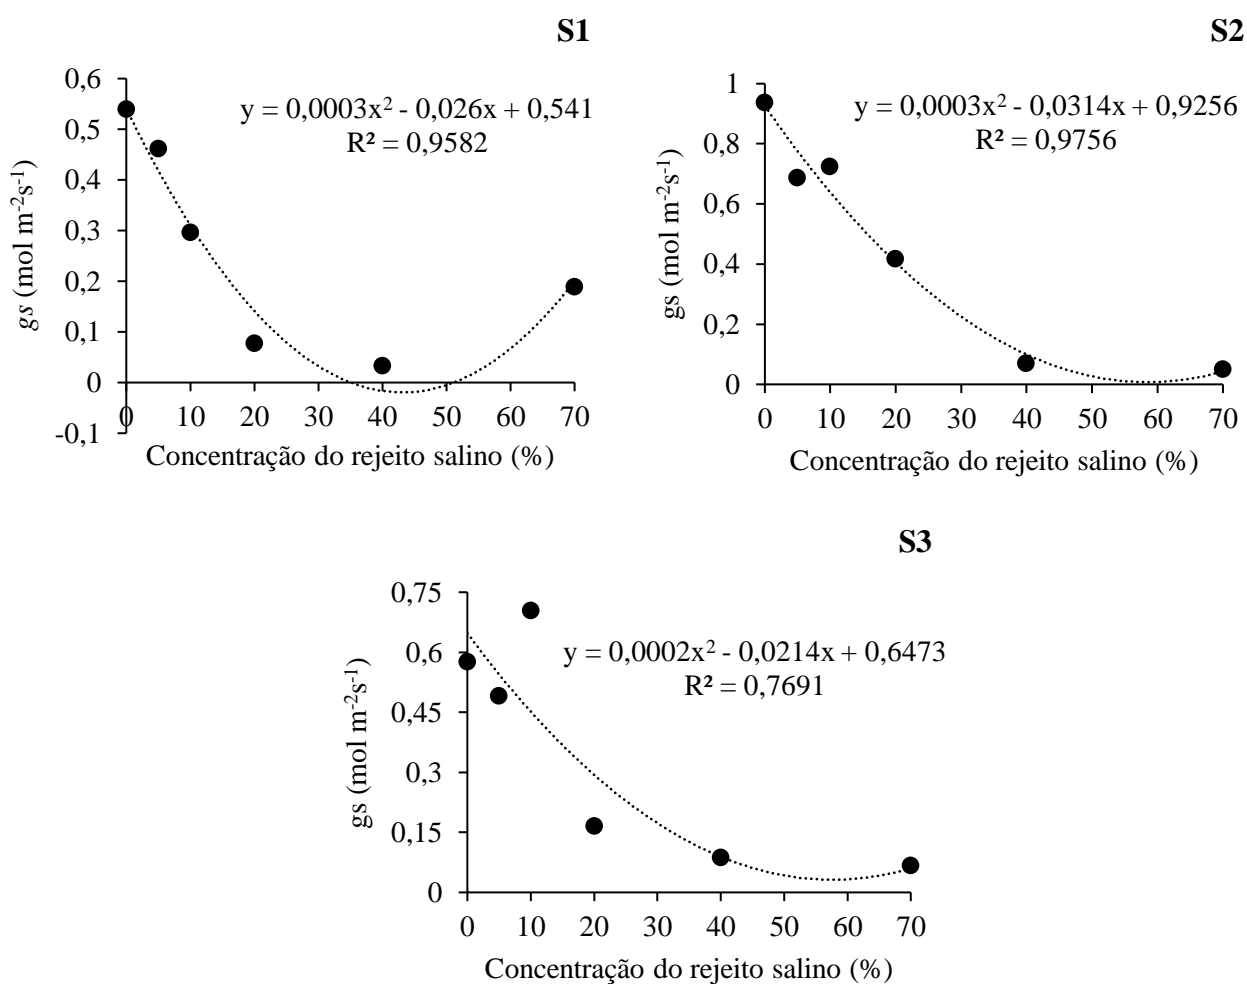 S1
0,6
0,5
0,4
0,3
0,2
0,1
0
-0,1
gs (mol m⁻²s⁻¹)
y = 0,0003x² - 0,026x + 0,541
R² = 0,9582
0 10 20 30 40 50 60 70
Concentração do rejeito salino (%)
S2
1
0,8
0,6
0,4
0,2
0
gs (mol m⁻²s⁻¹)
y = 0,0003x² - 0,0314x + 0,9256
R² = 0,9756
0 10 20 30 40 50 60 70
Concentração do rejeito salino (%)
S3
0,75
0,6
0,45
0,3
0,15
0
gs (mol m⁻²s⁻¹)
y = 0,0002x² - 0,0214x + 0,6473
R² = 0,7691
0 10 20 30 40 50 60 70
Concentração do rejeito salino (%)